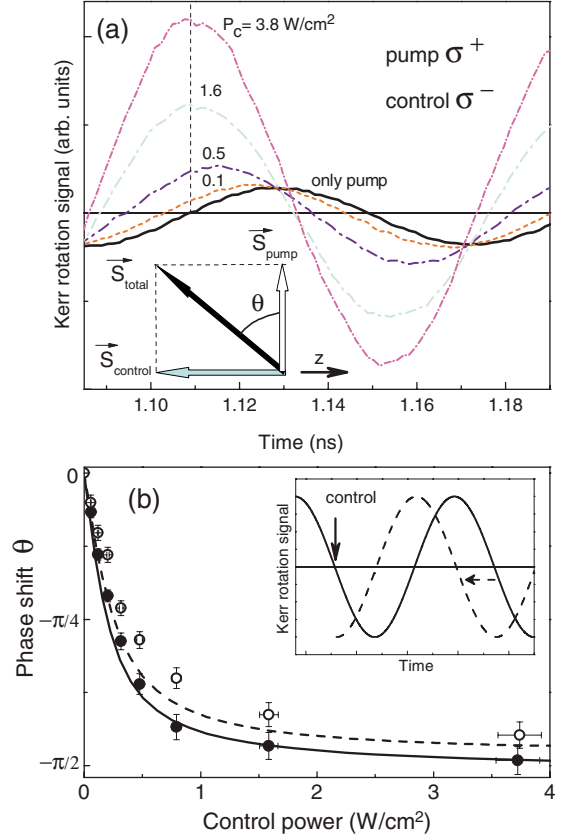 (a)
P_c= 3.8 W/cm²
pump σ⁺
control σ⁻
1.6
0.5
0.1
only pump
S_pump
S_total
θ
S_control
z
Kerr rotation signal (arb. units)
1.10 1.12 1.14 1.16 1.18
Time (ns)
(b)
0
−π/4
−π/2
Phase shift θ
control
Kerr rotation signal
Time
0 1 2 3 4
Control power (W/cm²)